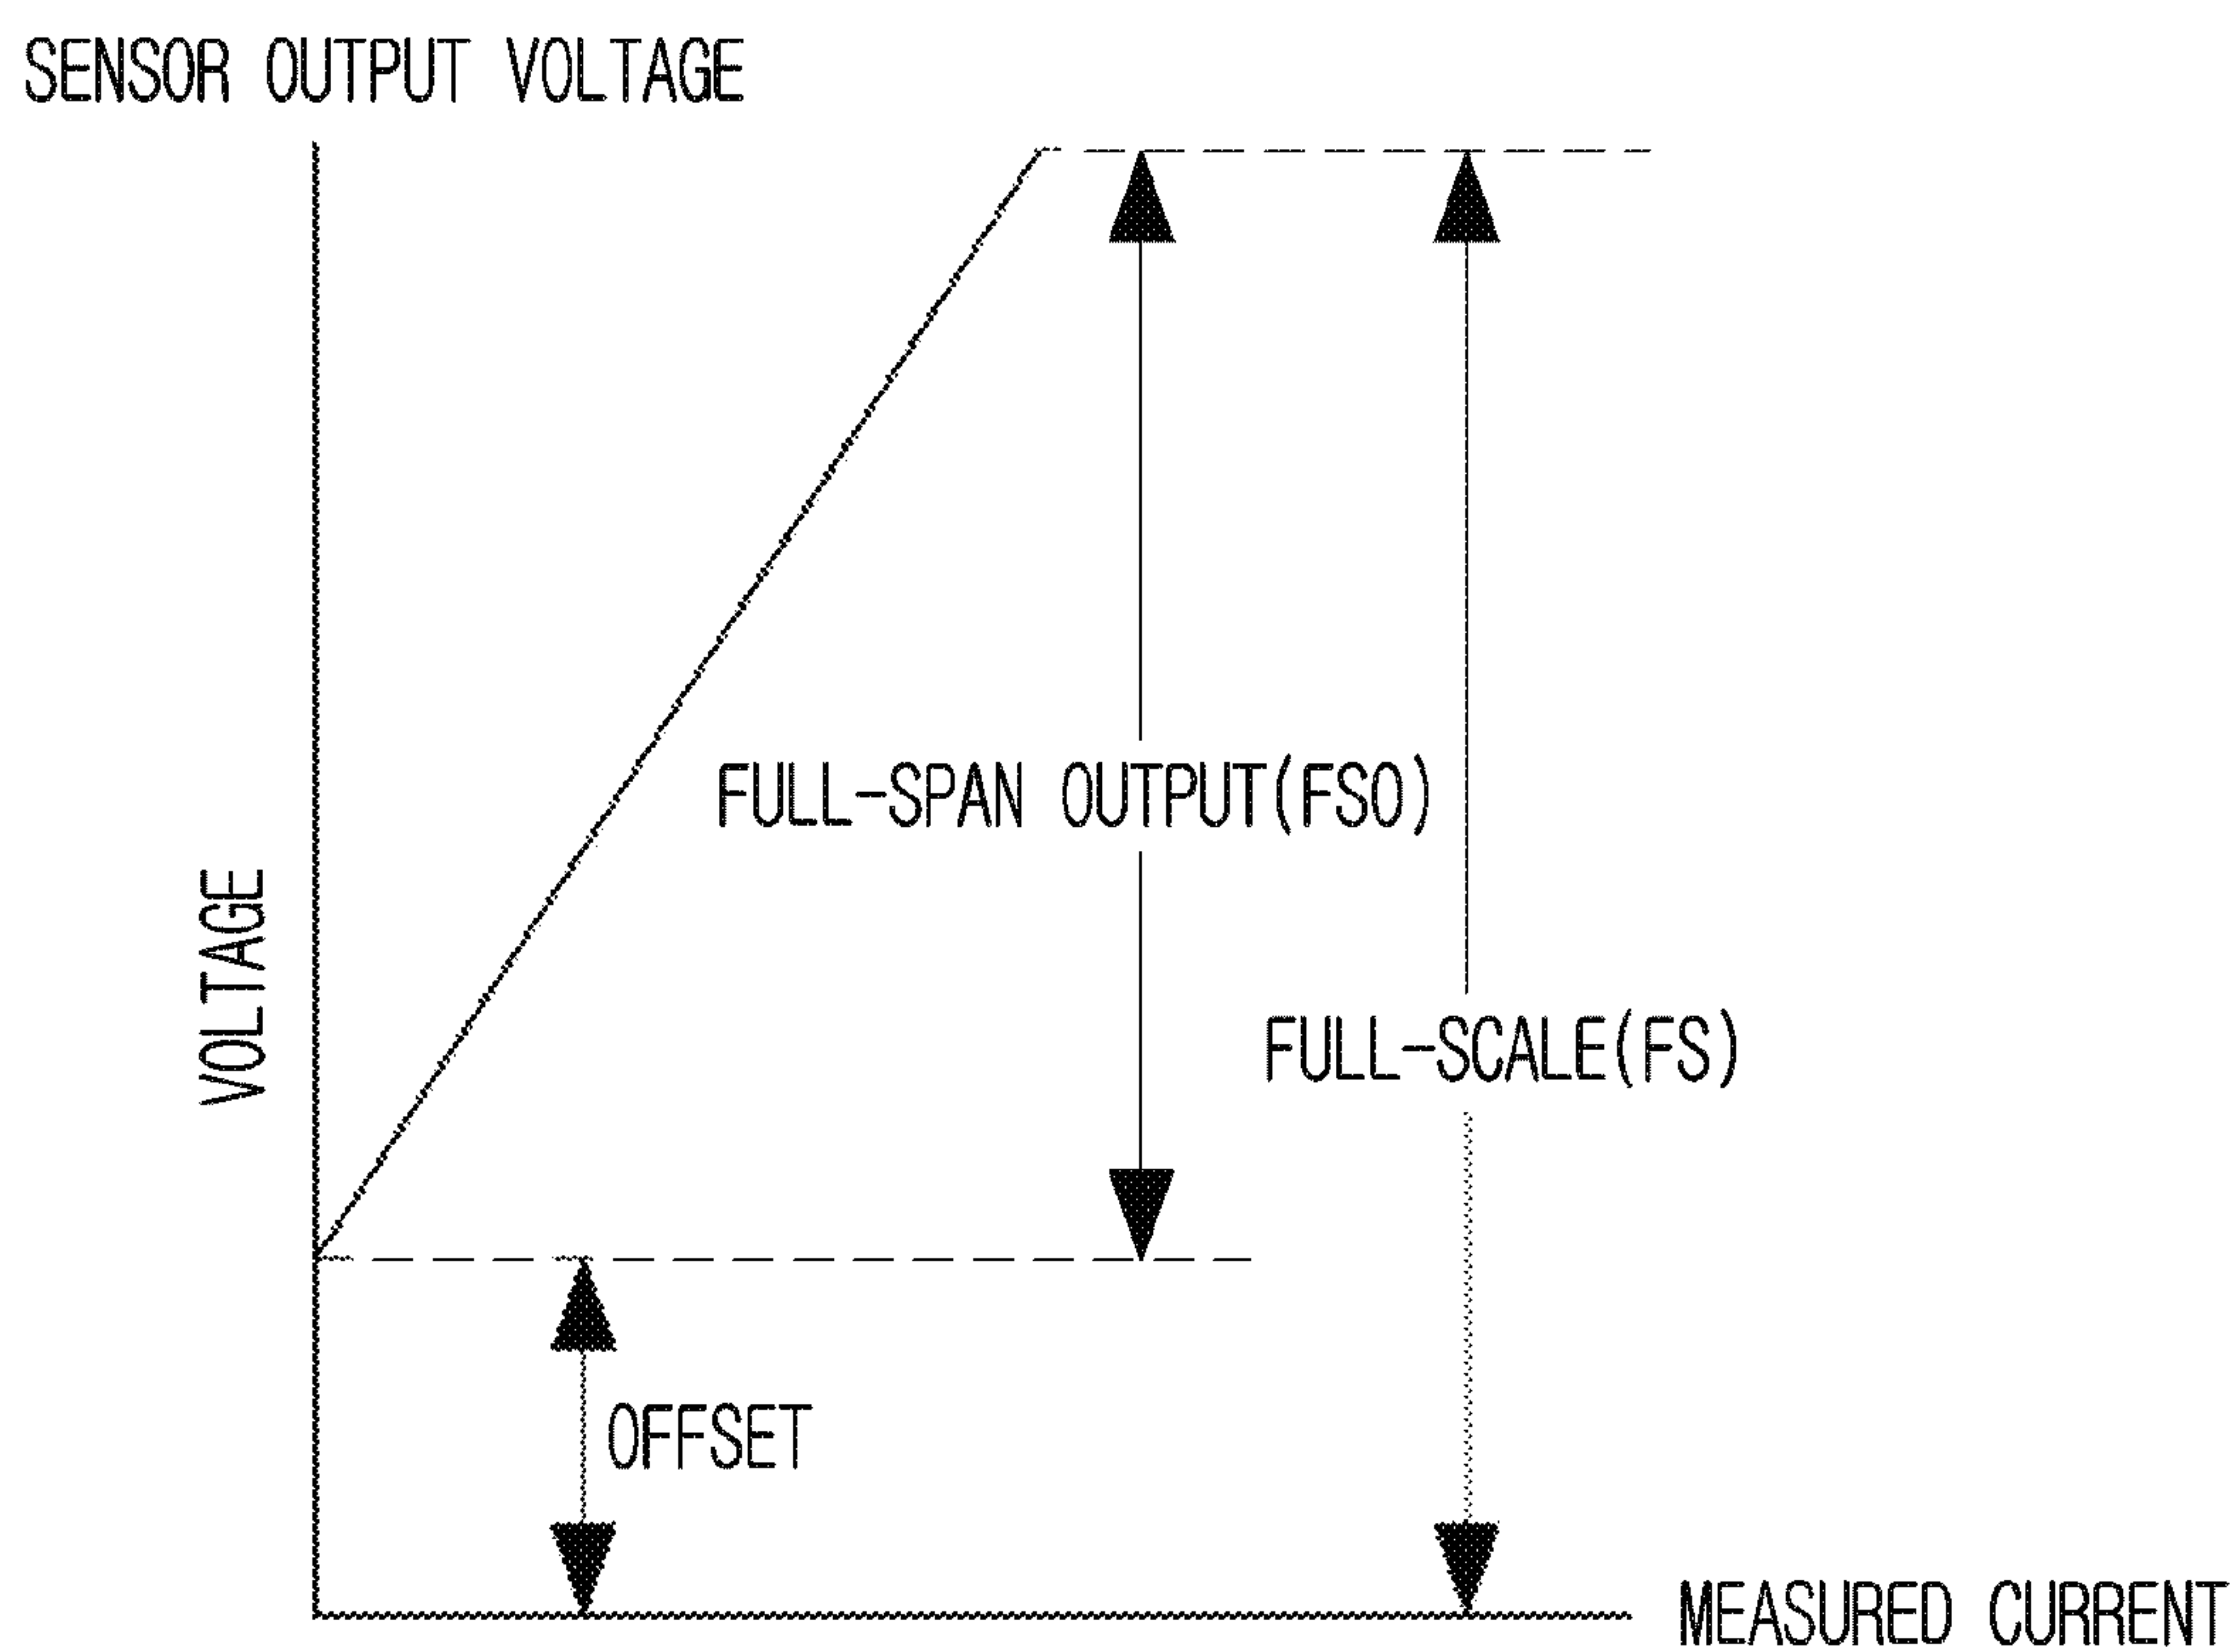 SENSOR OUTPUT VOLTAGE
VOLTAGE
FULL-SPAN OUTPUT(FSO)
FULL-SCALE(FS)
OFFSET
MEASURED CURRENT